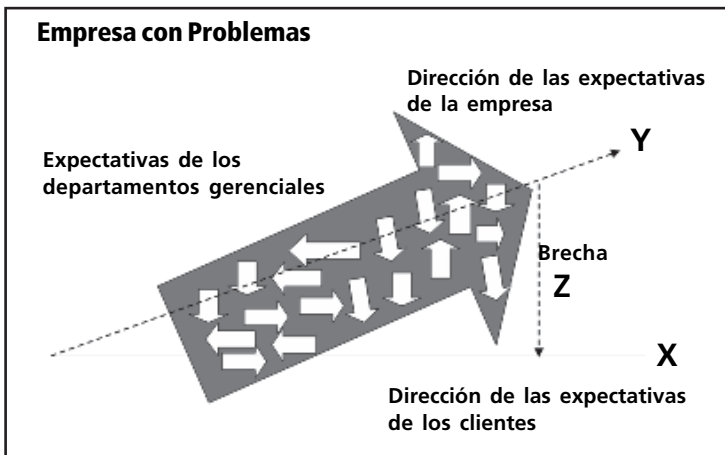 Empresa con Problemas
Dirección de las expectativas
de la empresa
Y
Expectativas de los
departamentos gerenciales
Brecha
Z
X
Dirección de las expectativas
de los clientes